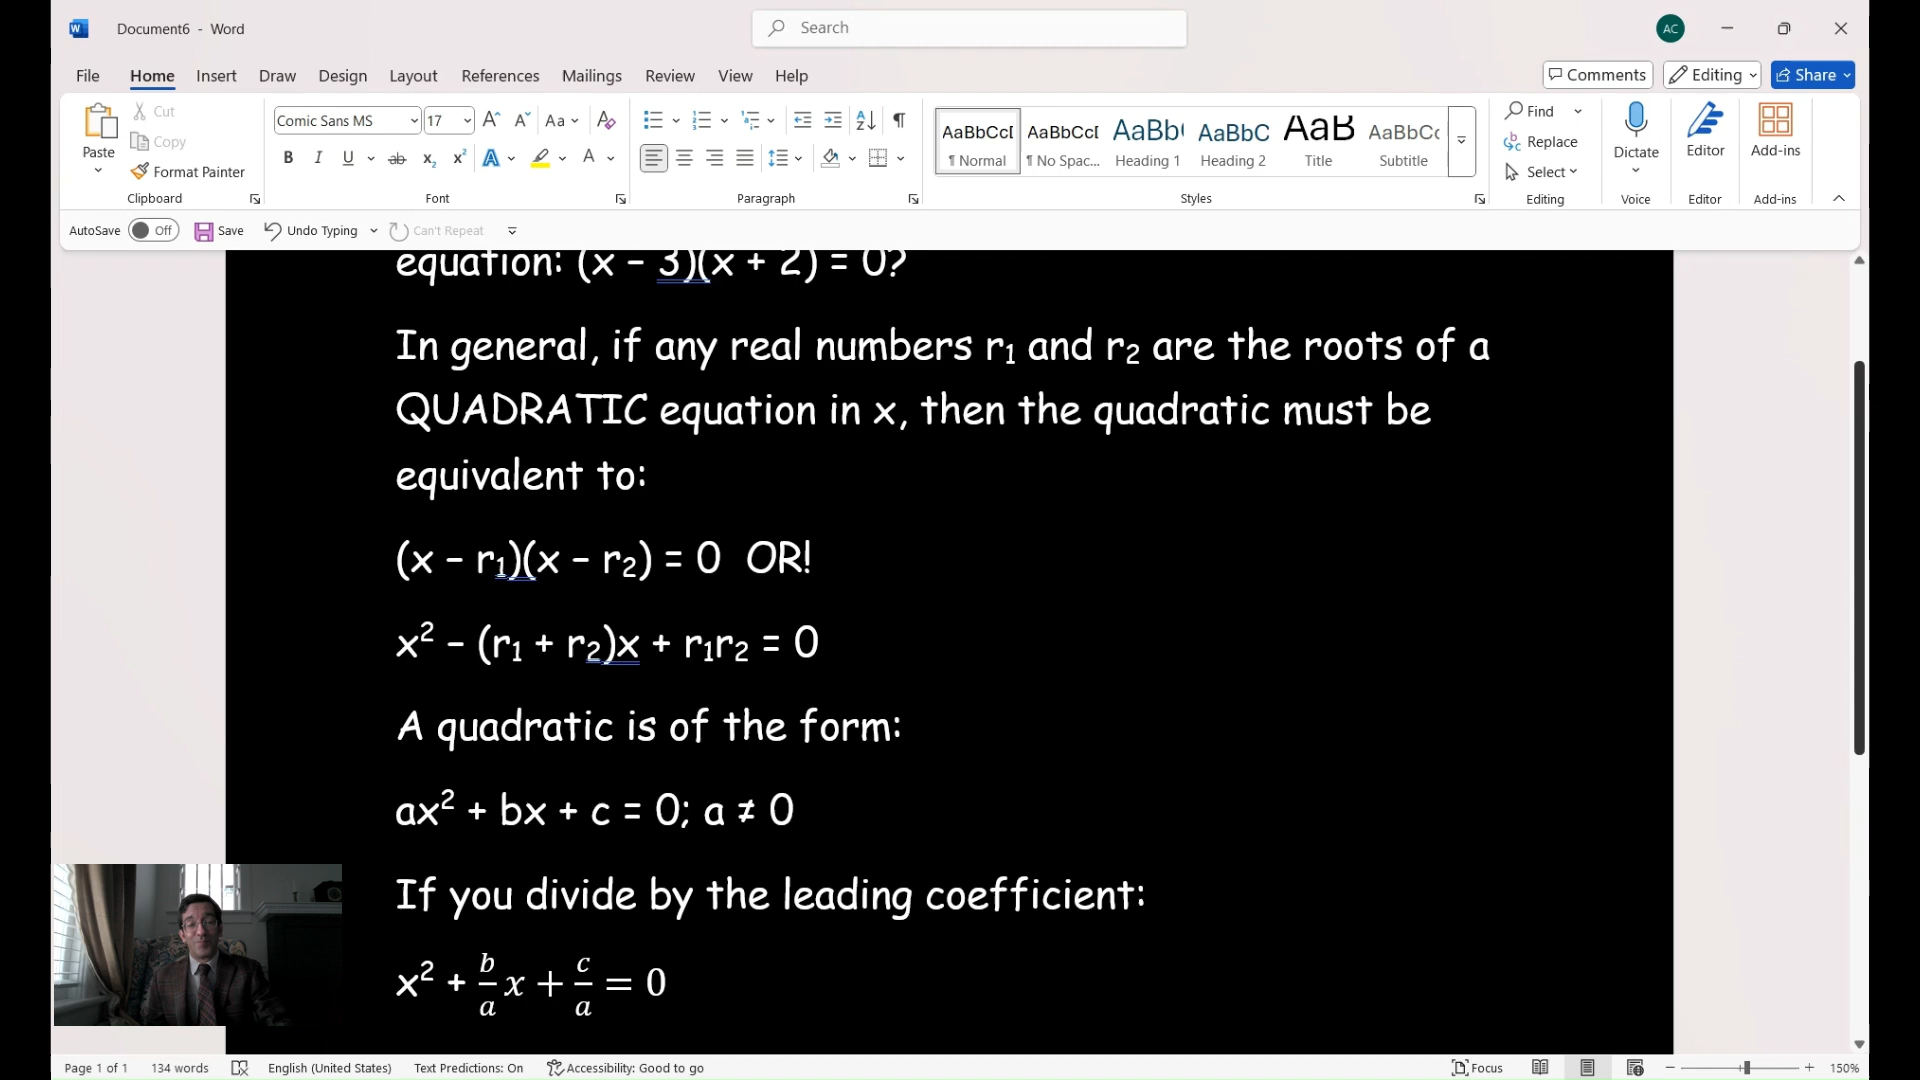 Document6 - Word
Search
AC
File Home Insert Draw Design Layout References Mailings Review View Help
Comments Editing Share
Paste
Cut
Copy
Format Painter
Clipboard
Comic Sans MS 17
Font
Paragraph
AaBbCcD AaBbCcD AaBb( AaBbC AaB AaBbCc
¶ Normal ¶ No Spac... Heading 1 Heading 2 Title Subtitle
Styles
Find
Replace
Select
Editing
Dictate
Voice
Editor
Editor
Add-ins
Add-ins
AutoSave Off Save Undo Typing Can't Repeat
equation: (x – 3)(x + 2) = 0?
In general, if any real numbers r₁ and r₂ are the roots of a
QUADRATIC equation in x, then the quadratic must be
equivalent to:
(x – r₁)(x – r₂) = 0 OR!
x² – (r₁ + r₂)x + r₁r₂ = 0
A quadratic is of the form:
ax² + bx + c = 0; a ≠ 0
If you divide by the leading coefficient:
x² + b/a x + c/a = 0
Page 1 of 1 134 words English (United States) Text Predictions: On Accessibility: Good to go Focus 150%